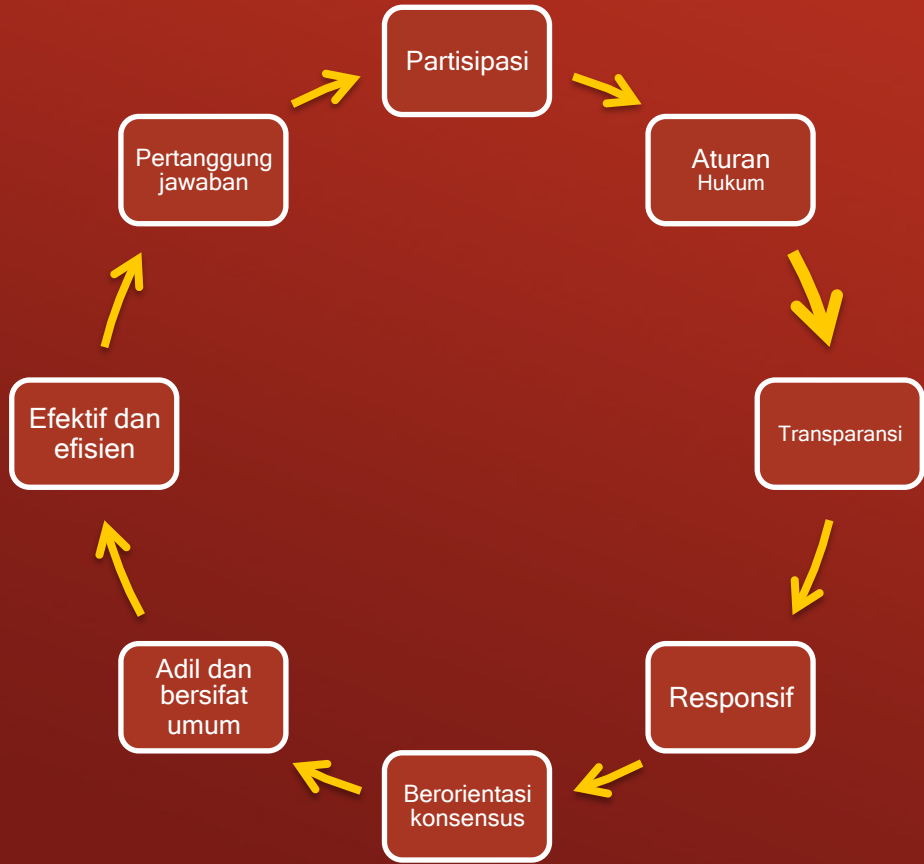 Partisipasi
Aturan
Hukum
Transparansi
Responsif
Berorientasi
konsensus
Adil dan
bersifat
umum
Efektif dan
efisien
Pertanggung
jawaban